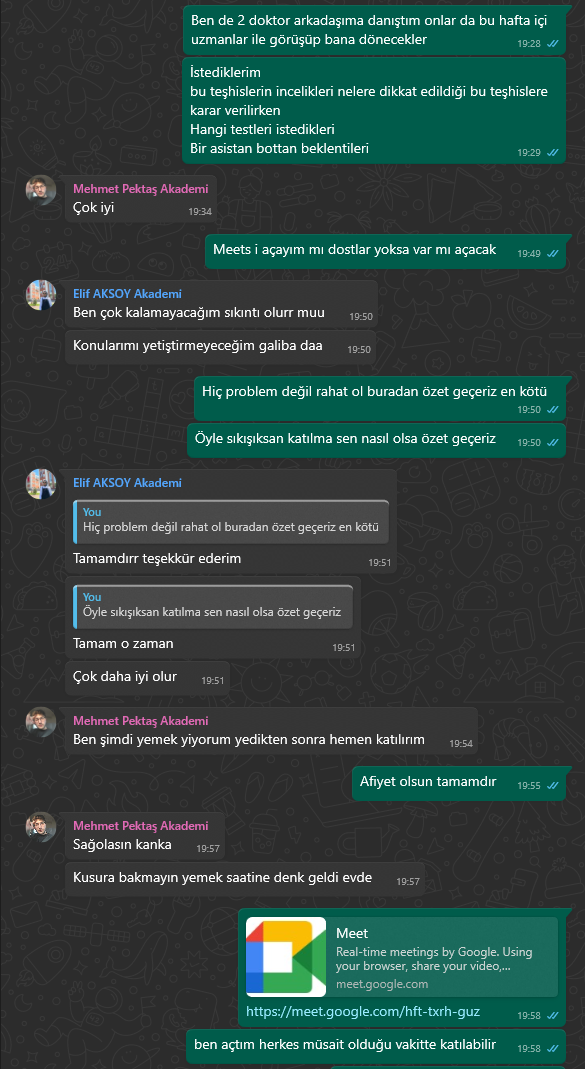 Ben de 2 doktor arkadaşıma danıştım onlar da bu hafta içi
uzmanlar ile görüşüp bana dönecekler
19:28
İstediklerim
bu teşhislerin incelikleri nelere dikkat edildiği bu teşhislere
karar verilirken
Hangi testleri istedikleri
Bir asistan bottan beklentileri
19:29
Mehmet Pektaş Akademi
Çok iyi
19:34
Meets i açayım mı dostlar yoksa var mı açacak
19:49
Elif AKSOY Akademi
Ben çok kalamayacağım sıkıntı olurr muu
19:50
Konularımı yetiştirmeyeceğim galiba daa
19:50
Hiç problem değil rahat ol buradan özet geçeriz en kötü
19:50
Öyle sıkışıksan katılma sen nasıl olsa özet geçeriz
19:50
Elif AKSOY Akademi
You
Hiç problem değil rahat ol buradan özet geçeriz en kötü
Tamamdırr teşekkür ederim
19:51
You
Öyle sıkışıksan katılma sen nasıl olsa özet geçeriz
Tamam o zaman
19:51
Çok daha iyi olur
19:51
Mehmet Pektaş Akademi
Ben şimdi yemek yiyorum yedikten sonra hemen katılırım
19:54
Afiyet olsun tamamdır
19:55
Mehmet Pektaş Akademi
Sağolasın kanka
19:57
Kusura bakmayın yemek saatine denk geldi evde
19:57
Meet
Real-time meetings by Google. Using
your browser, share your video,...
meet.google.com
https://meet.google.com/hft-txrh-guz
19:58
ben açtım herkes müsait olduğu vakitte katılabilir
19:58